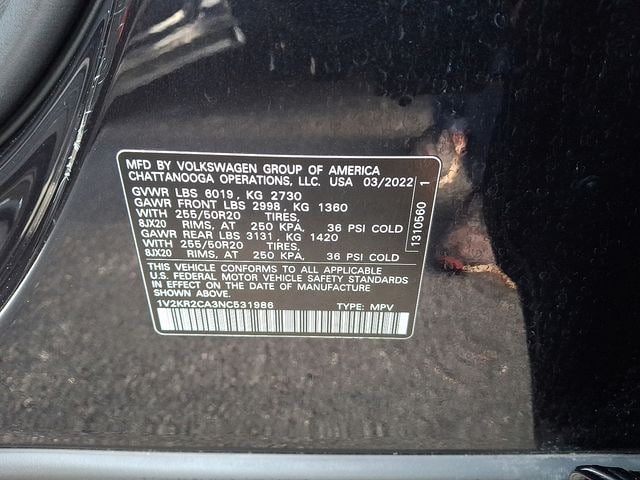 MFD BY VOLKSWAGEN GROUP OF AMERICA
CHATTANOOGA OPERATIONS, LLC. USA 03/2022
GVWR LBS 6019, KG 2730
GAWR FRONT LBS 2998, KG 1360
WITH 255/50R20 TIRES,
8JX20 RIMS, AT 250 KPA, 36 PSI COLD
GAWR REAR LBS 3131, KG 1420
WITH 255/50R20 TIRES,
8JX20 RIMS, AT 250 KPA, 36 PSI COLD
THIS VEHICLE CONFORMS TO ALL APPLICABLE
U.S. FEDERAL MOTOR VEHICLE SAFETY STANDARDS
IN EFFECT ON THE DATE OF MANUFACTURE
SHOWN ABOVE.
1V2KR2CA3NC531986 TYPE: MPV
1310560 1